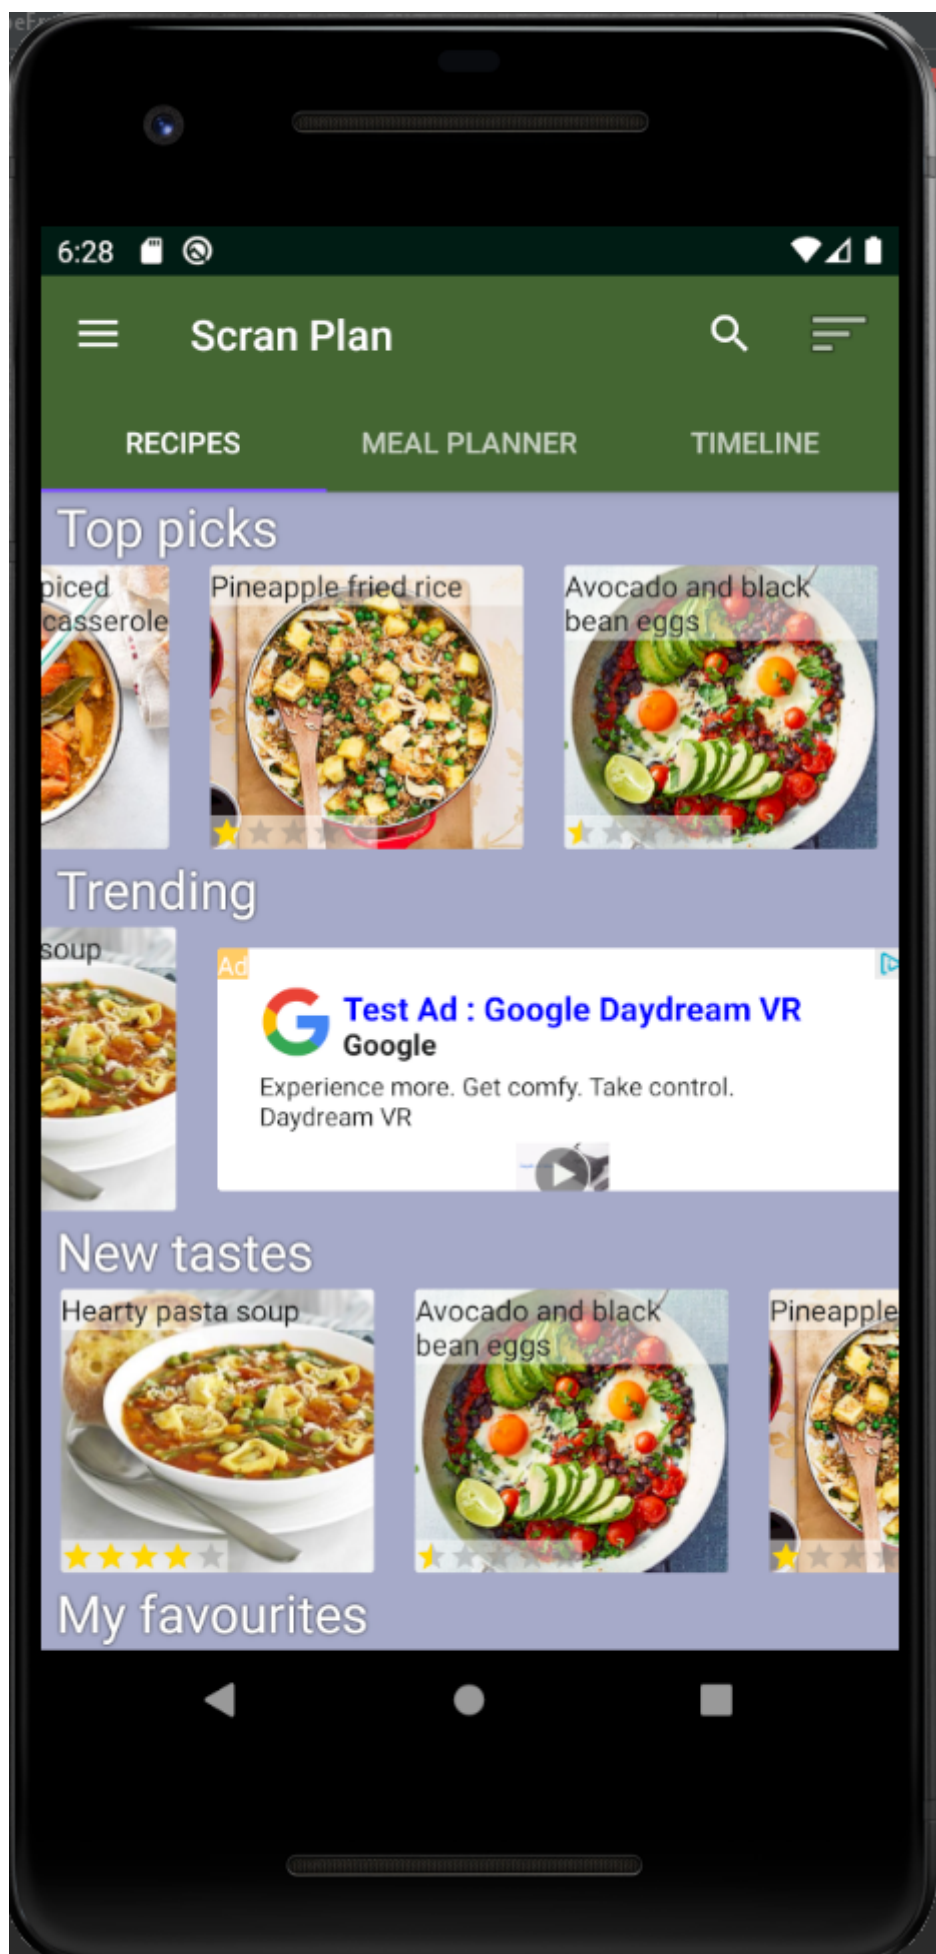 6:28
Scran Plan
RECIPES
MEAL PLANNER
TIMELINE
Top picks
piced
casserole
Pineapple fried rice
Avocado and black
bean eggs
Trending
soup
Ad
Test Ad : Google Daydream VR
Google
Experience more. Get comfy. Take control.
Daydream VR
New tastes
Hearty pasta soup
Avocado and black
bean eggs
Pineapple
My favourites